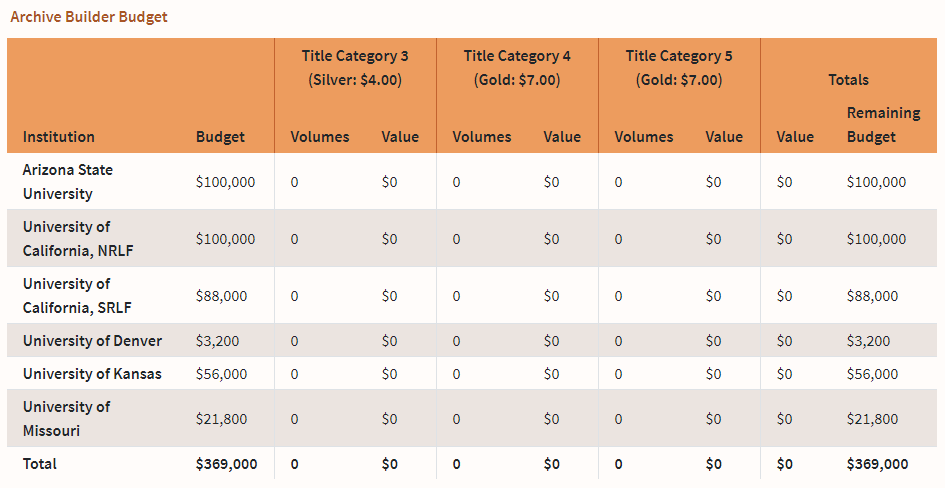 Archive Builder Budget
Title Category 3 Title Category 4 Title Category 5
(Silver: $4.00) (Gold: $7.00) (Gold: $7.00) Totals
Remaining
Institution Budget Volumes Value Volumes Value Volumes Value Value Budget
Arizona State
University $100,000 0 $0 0 $0 0 $0 $0 $100,000
University of
California, NRLF $100,000 0 $0 0 $0 0 $0 $0 $100,000
University of
California, SRLF $88,000 0 $0 0 $0 0 $0 $0 $88,000
University of Denver $3,200 0 $0 0 $0 0 $0 $0 $3,200
University of Kansas $56,000 0 $0 0 $0 0 $0 $0 $56,000
University of
Missouri $21,800 0 $0 0 $0 0 $0 $0 $21,800
Total $369,000 0 $0 0 $0 0 $0 $0 $369,000